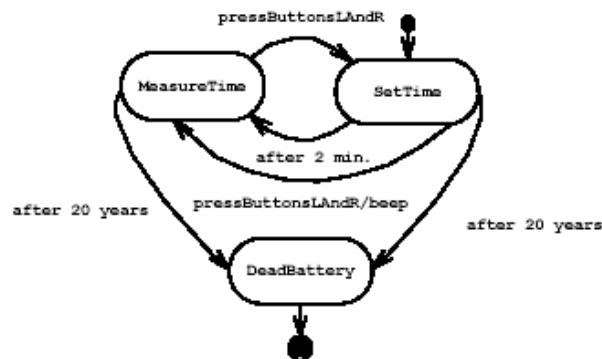 pressButtonsLAndR
MeasureTime
SetTime
after 2 min.
pressButtonsLAndR/beep
after 20 years
after 20 years
DeadBattery